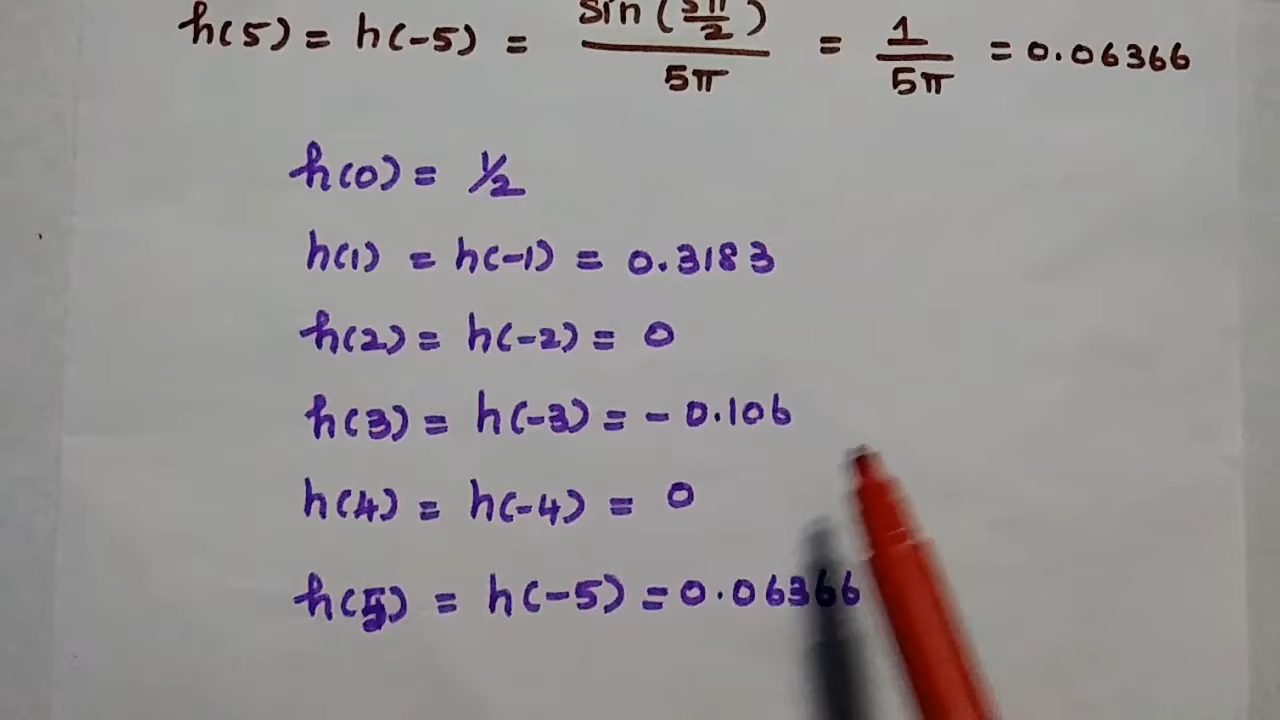 h(5) = h(-5) = sin(5π/2)/5π = 1/5π = 0.06366
h(0) = 1/2
h(1) = h(-1) = 0.3183
h(2) = h(-2) = 0
h(3) = h(-3) = - 0.106
h(4) = h(-4) = 0
h(5) = h(-5) = 0.06366